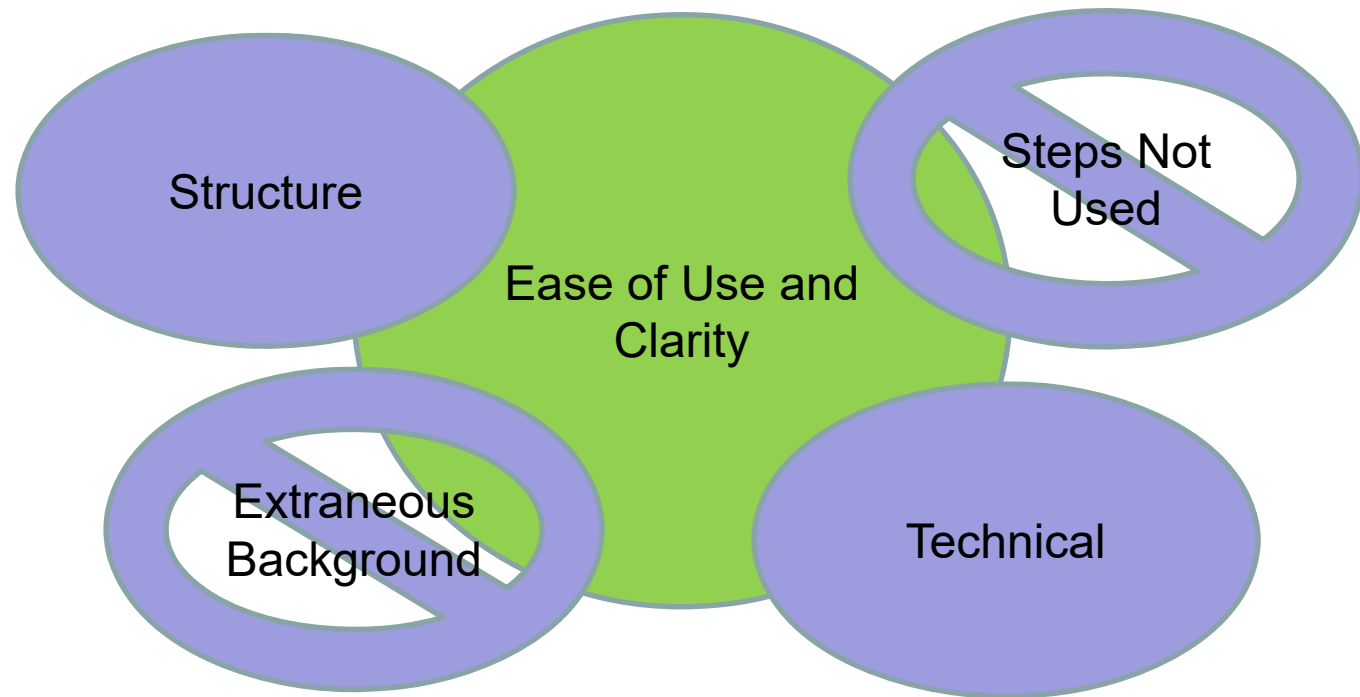 Structure
Steps Not
Used
Ease of Use and
Clarity
Extraneous
Background
Technical